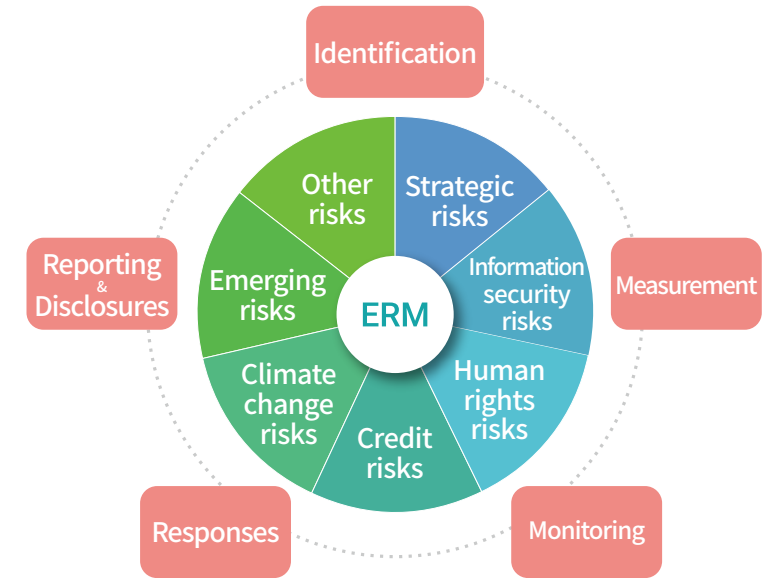 Identification
Other
risks
Strategic
risks
Reporting
&
Disclosures
Emerging
risks
Information
security
risks
Measurement
ERM
Climate
change
risks
Human
rights
risks
Credit
risks
Responses
Monitoring